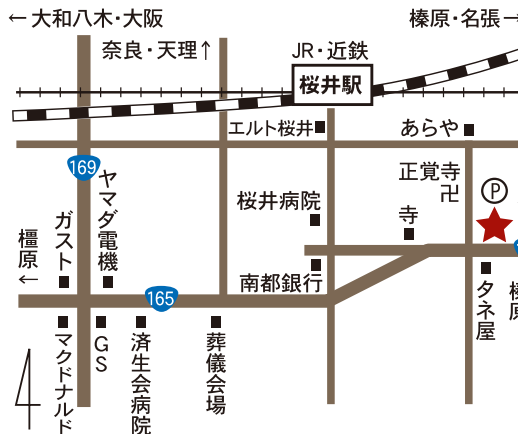 ←大和八木・大阪
榛原・名張→
奈良・天理↑
JR・近鉄
桜井駅
エルト桜井
あらや
169
ヤマダ電機
正覚寺
卍
P
桜井病院
寺
ガスト
橿原←
南都銀行
165
タネ屋
榛原
マクドナルド
GS
済生会病院
葬儀会場
4